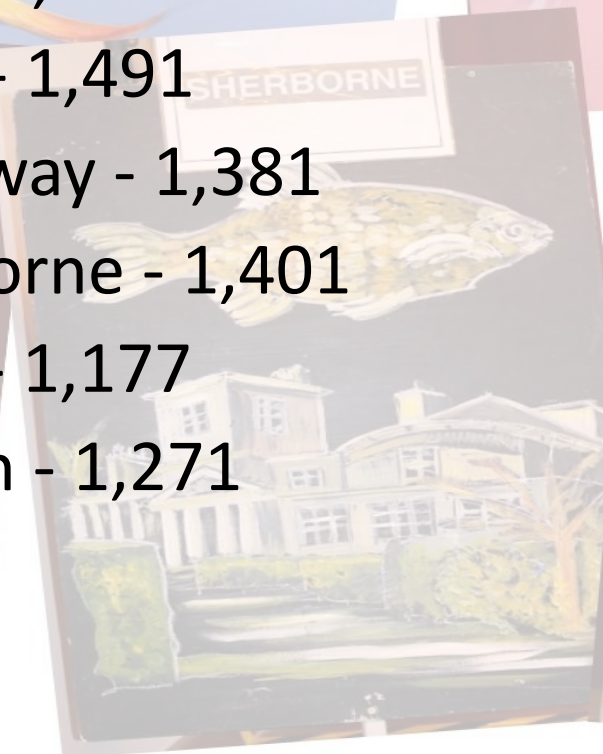 - 1,491
SHERBORNE
way - 1,381
orne - 1,401
- 1,177
n - 1,271